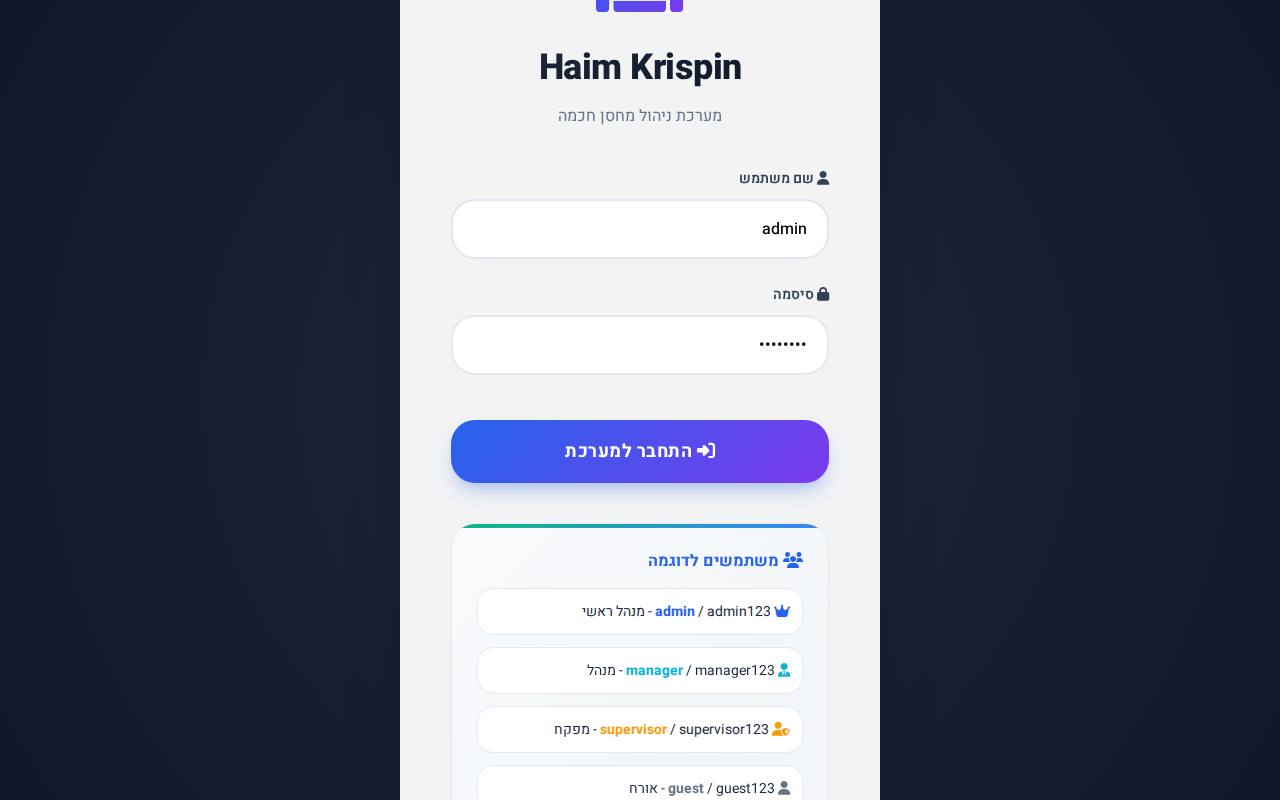 Haim Krispin
מערכת ניהול מחסן חכמה
שם משתמש
admin
סיסמה
••••••••
התחבר למערכת
משתמשים לדוגמה
admin / admin123 - מנהל ראשי
manager / manager123 - מנהל
supervisor / supervisor123 - מפקח
guest / guest123 - אורח